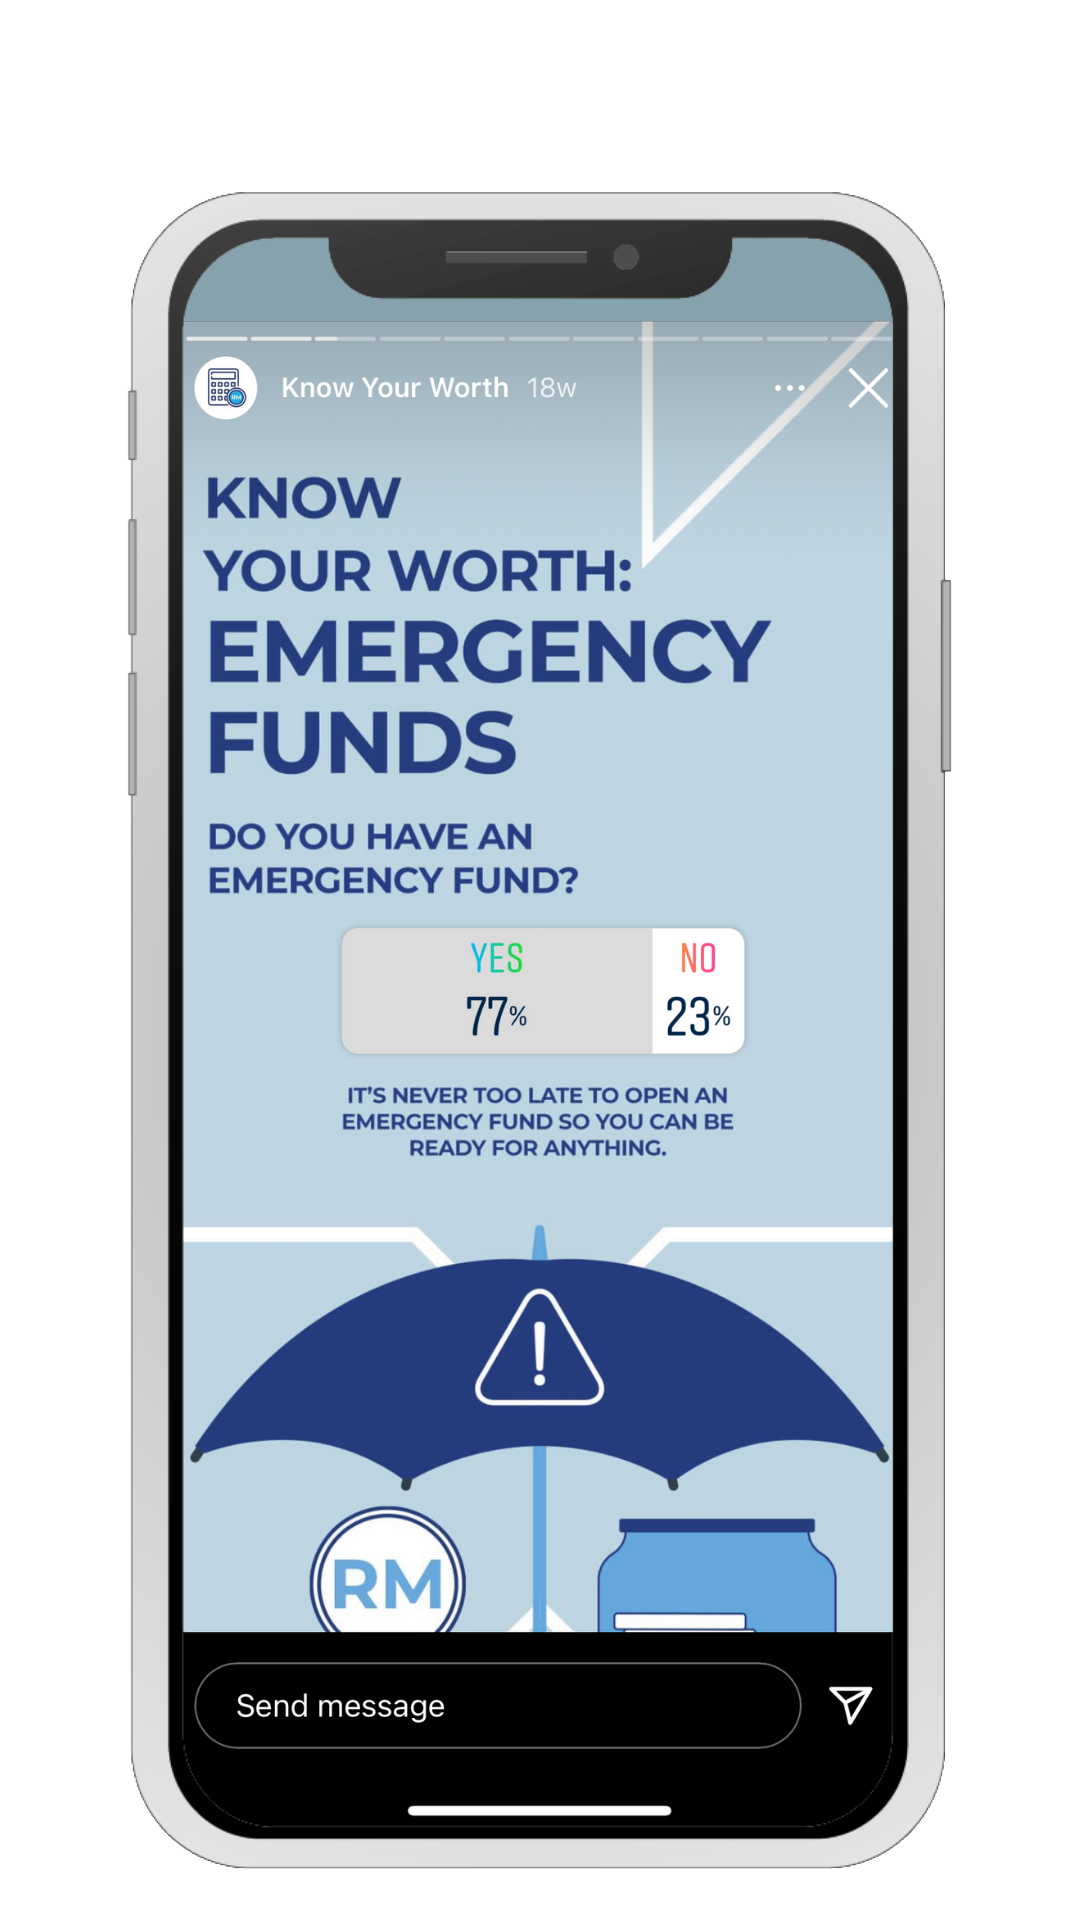 Know Your Worth 18w
KNOW
YOUR WORTH:
EMERGENCY
FUNDS
DO YOU HAVE AN
EMERGENCY FUND?
YES NO
77% 23%
IT'S NEVER TOO LATE TO OPEN AN
EMERGENCY FUND SO YOU CAN BE
READY FOR ANYTHING.
!
RM
Send message